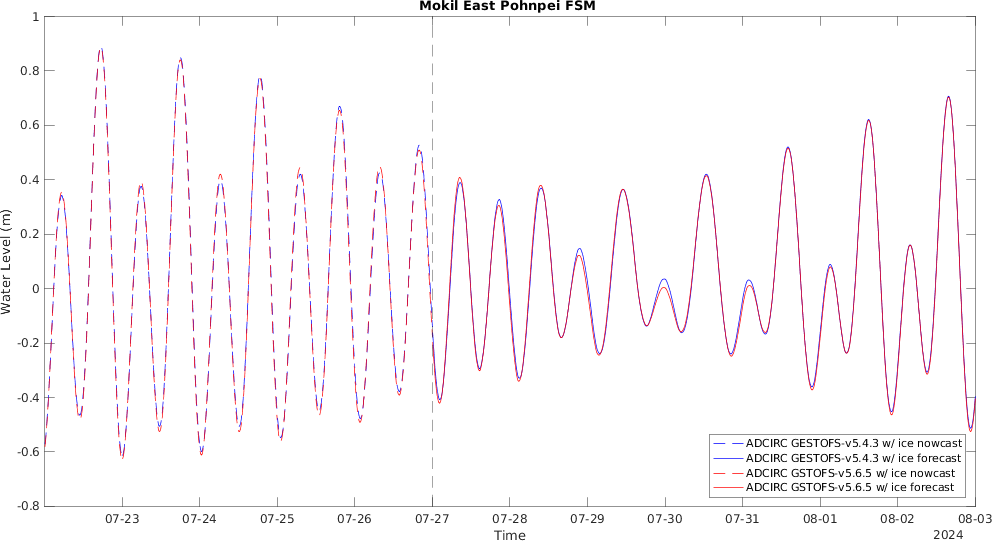 Mokil East Pohnpei FSM
Water Level (m)
1
0.8
0.6
0.4
0.2
0
-0.2
-0.4
-0.6
-0.8
07-23 07-24 07-25 07-26 07-27 07-28 07-29 07-30 07-31 08-01 08-02 08-03
Time
2024
ADCIRC GESTOFS-v5.4.3 w/ ice nowcast
ADCIRC GESTOFS-v5.4.3 w/ ice forecast
ADCIRC GSTOFS-v5.6.5 w/ ice nowcast
ADCIRC GSTOFS-v5.6.5 w/ ice forecast